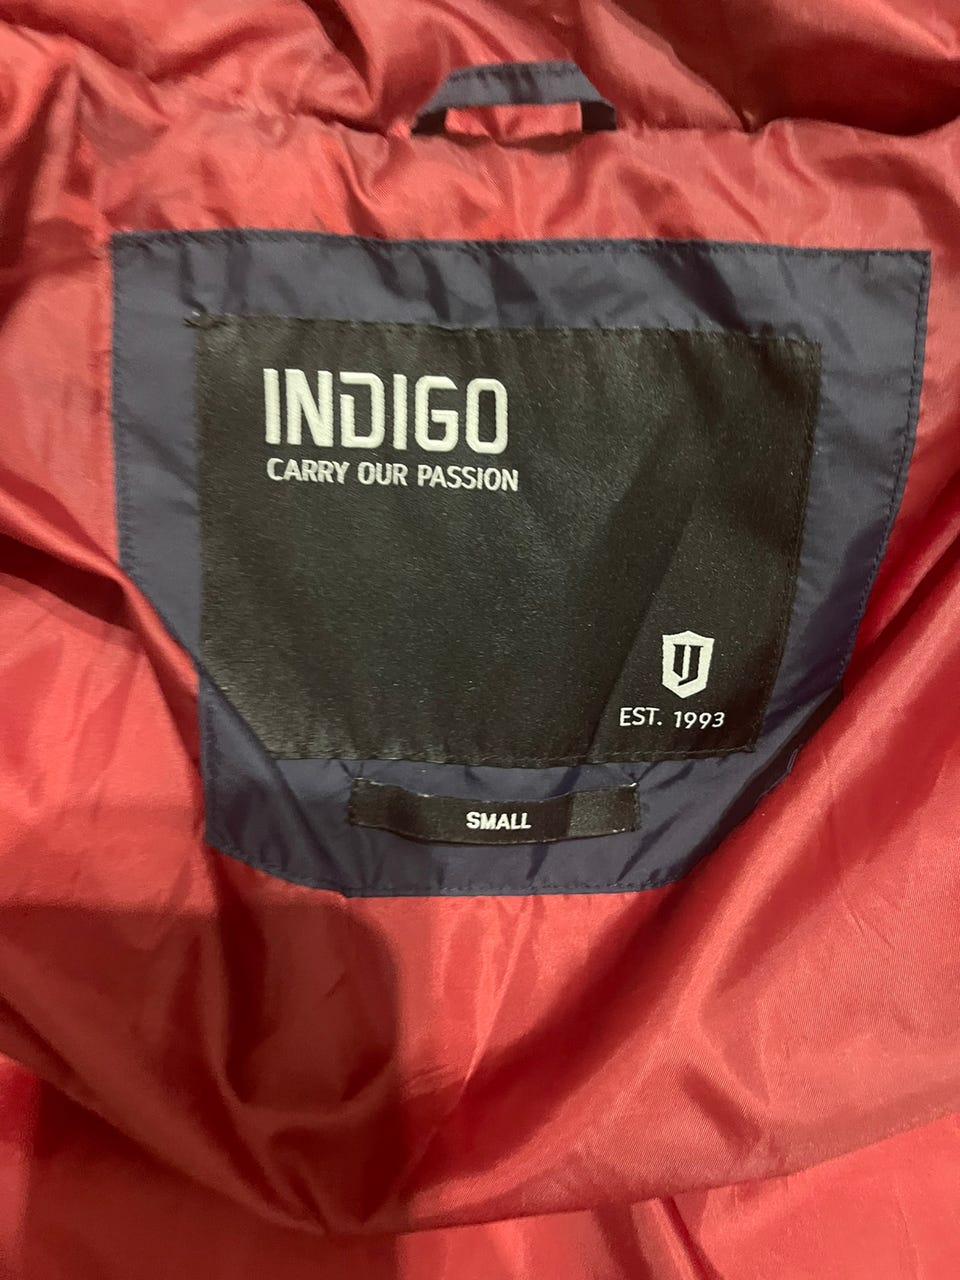 INDIGO
CARRY OUR PASSION
EST. 1993
SMALL